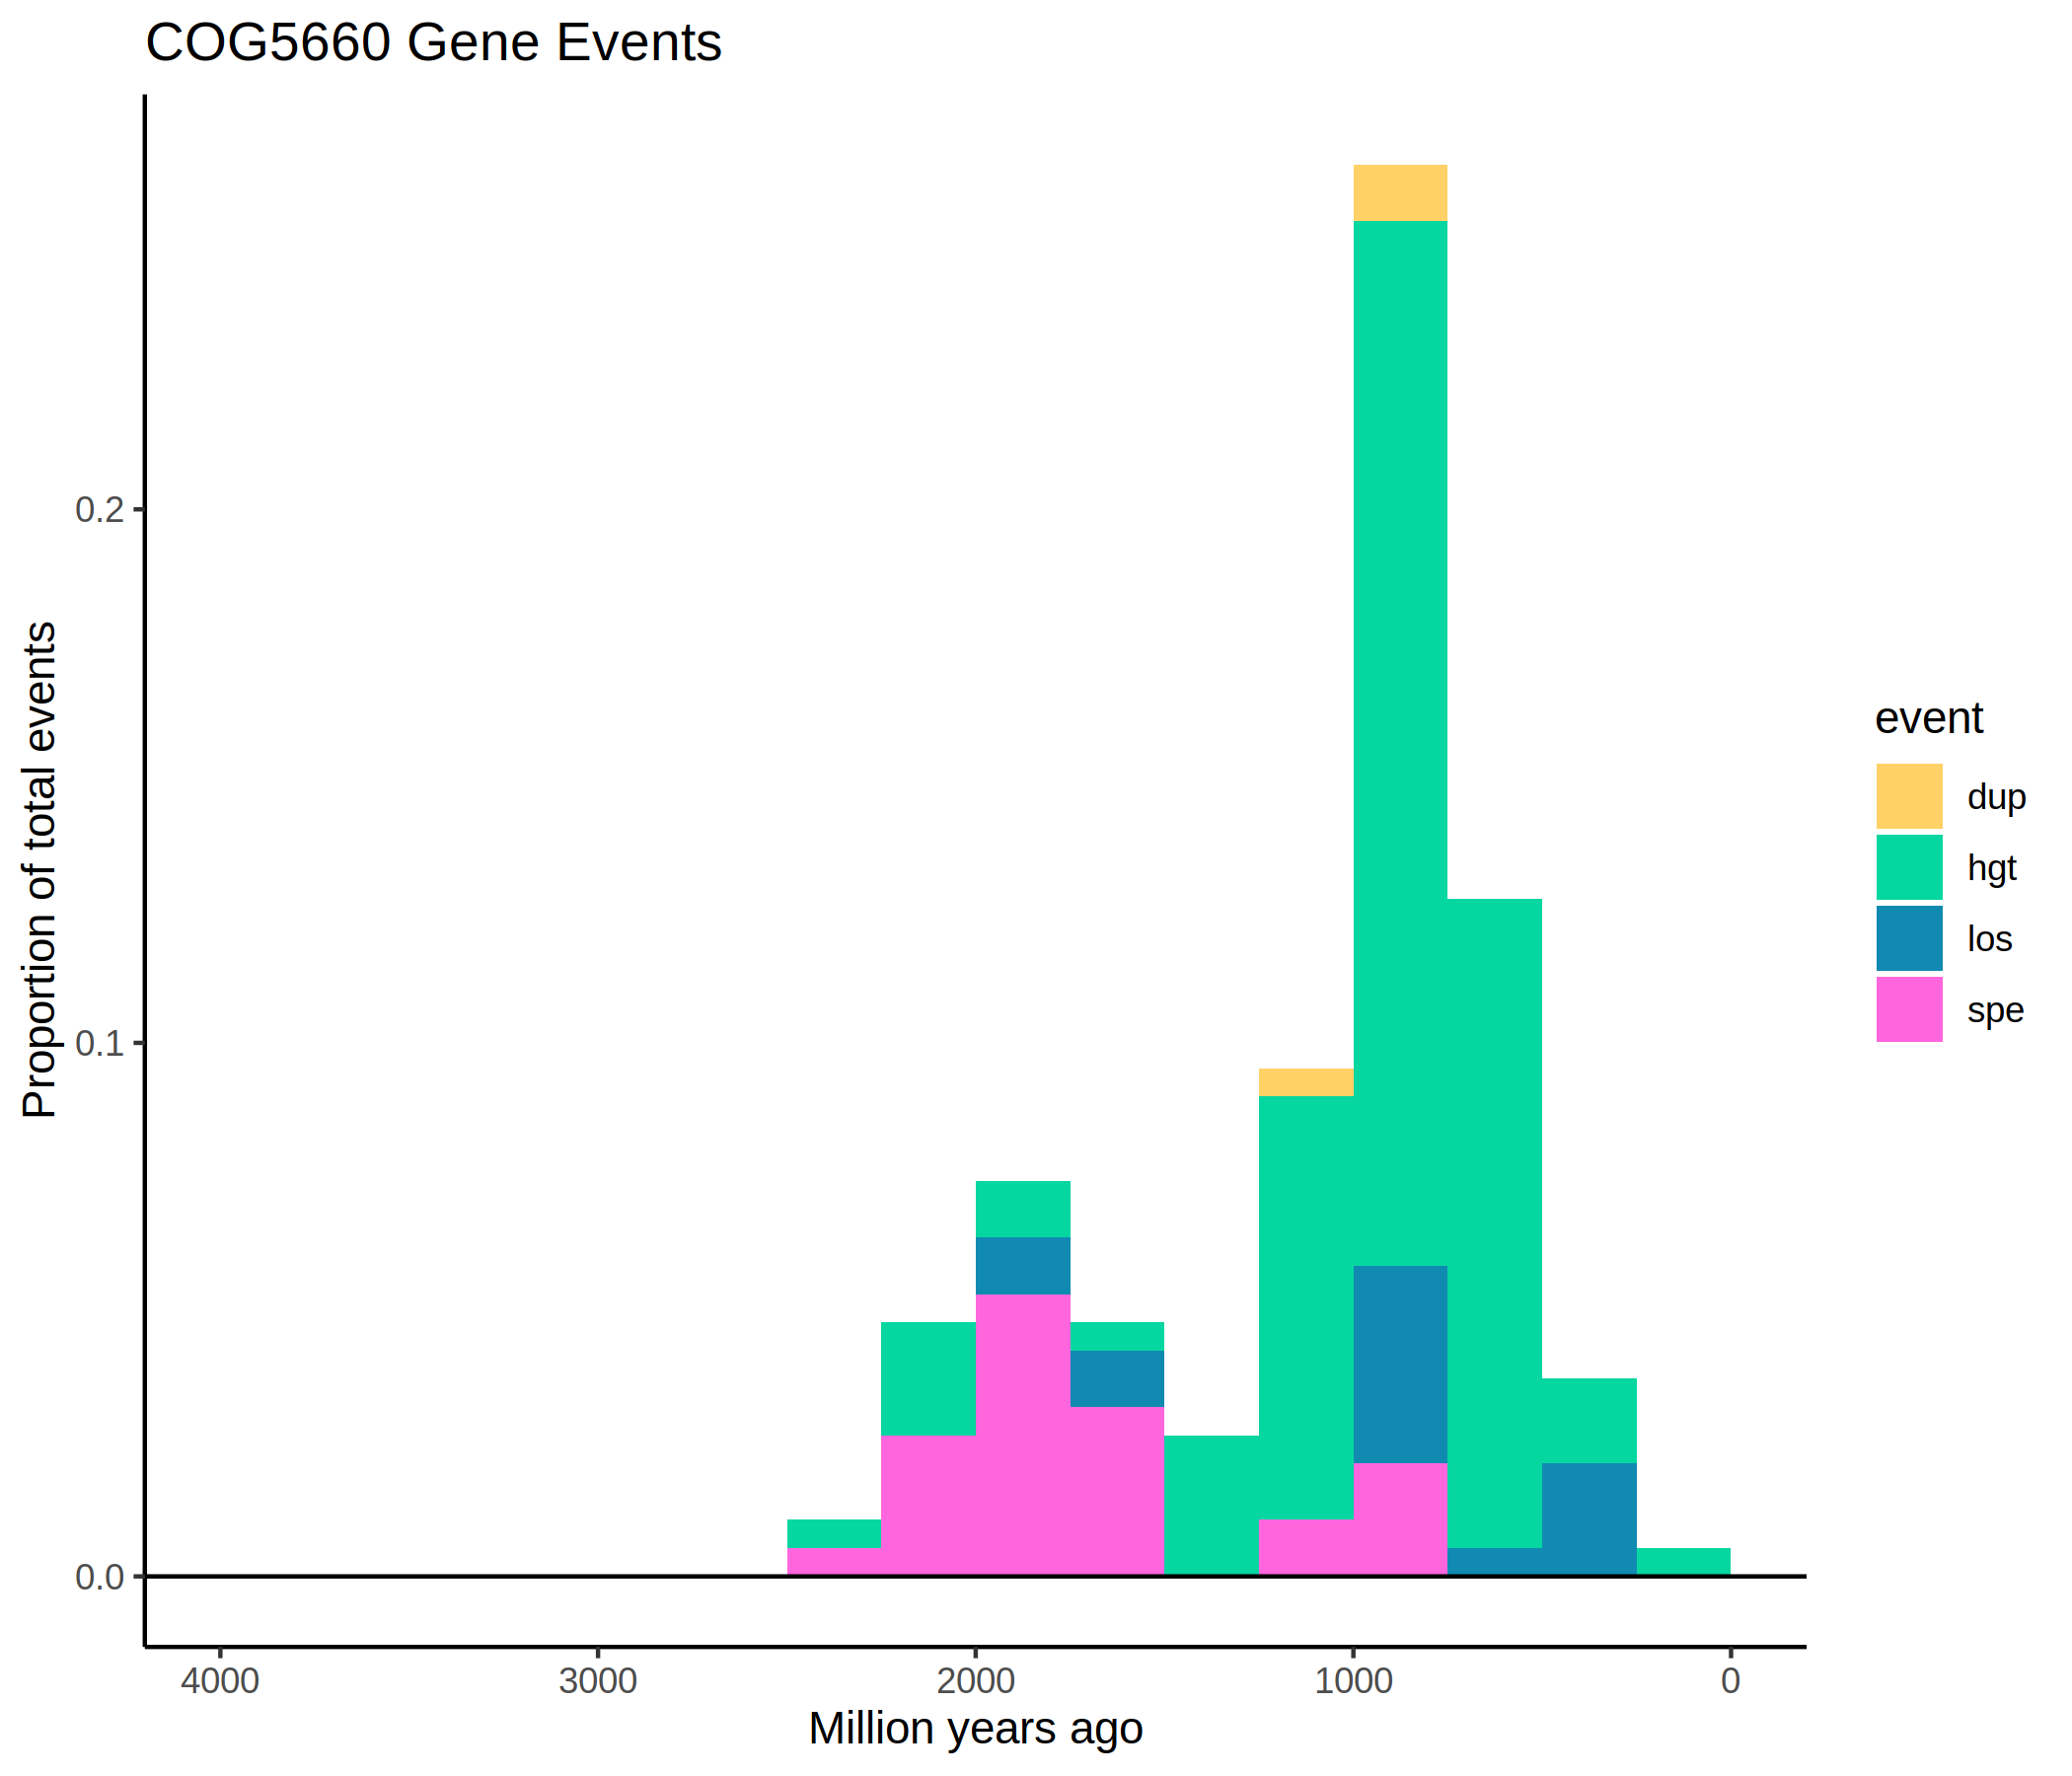 COG5660 Gene Events
Proportion of total events
0.2
0.1
0.0
4000 3000 2000 1000 0
Million years ago
event
dup
hgt
los
spe